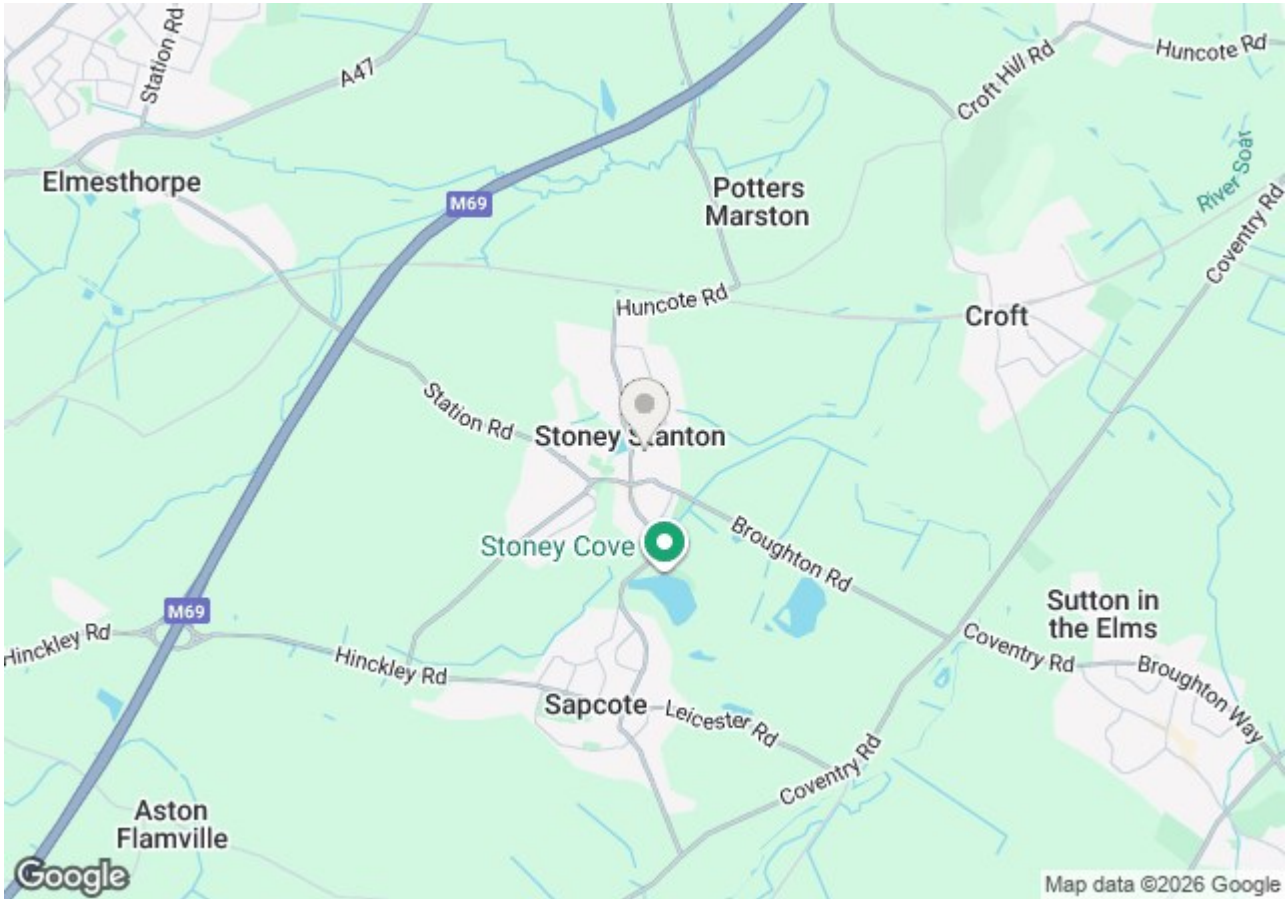 Station Rd
A47
Croft Hill Rd
Huncote Rd
River Soar
Elmesthorpe
M69
Potters
Marston
Coventry Rd
Huncote Rd
Croft
Station Rd
Stoney Stanton
Stoney Cove
Broughton Rd
M69
Sutton in
the Elms
Hinckley Rd
Hinckley Rd
Coventry Rd
Broughton Way
Sapcote
Leicester Rd
Coventry Rd
Aston
Flamville
Google
Map data ©2026 Google